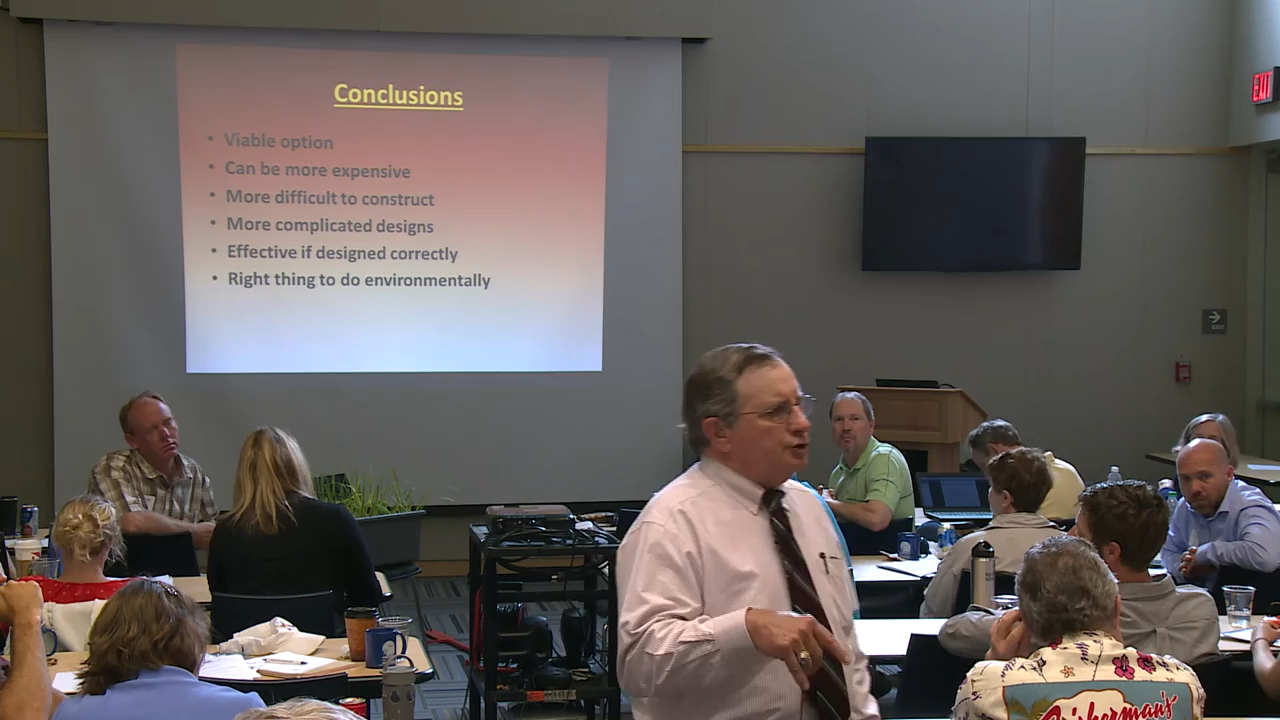 Conclusions
• Viable option
• Can be more expensive
• More difficult to construct
• More complicated designs
• Effective if designed correctly
• Right thing to do environmentally
EXIT
EXIT